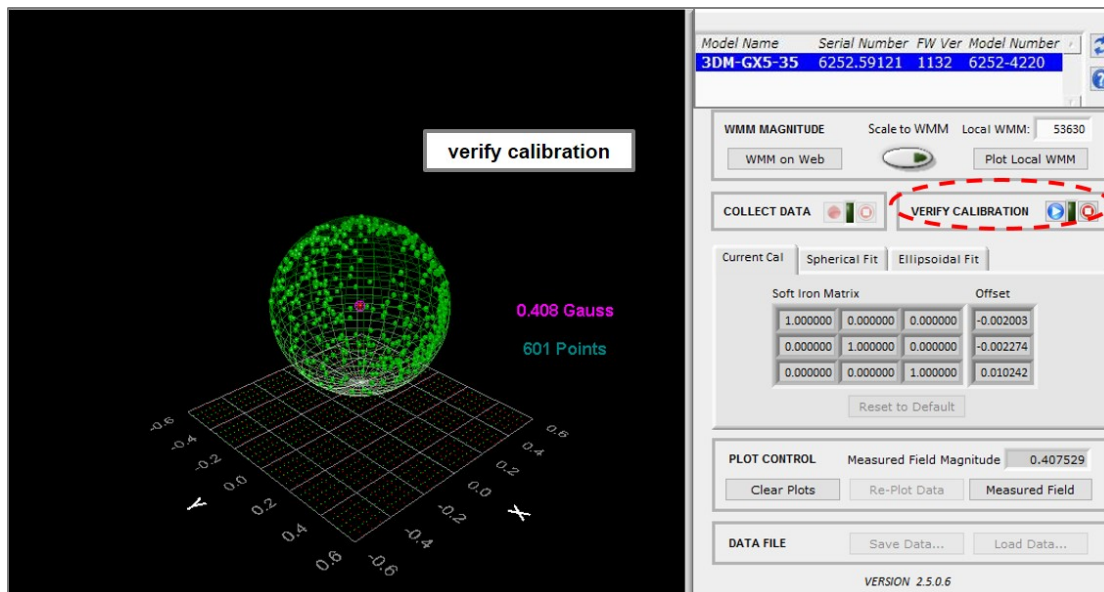 verify calibration
0.408 Gauss
601 Points
-0.6
-0.4
-0.2
0.0
0.2
0.4
0.6
Y
0.6
0.4
0.2
0.0
-0.2
-0.4
-0.6
X
Model Name Serial Number FW Ver Model Number
3DM-GX5-35 6252.59121 1132 6252-4220
WMM MAGNITUDE Scale to WMM Local WMM: 53630
WMM on Web Plot Local WMM
COLLECT DATA VERIFY CALIBRATION
Current Cal Spherical Fit Ellipsoidal Fit
Soft Iron Matrix Offset
1.000000 0.000000 0.000000 -0.002003
0.000000 1.000000 0.000000 -0.002274
0.000000 0.000000 1.000000 0.010242
Reset to Default
PLOT CONTROL Measured Field Magnitude 0.407529
Clear Plots Re-Plot Data Measured Field
DATA FILE Save Data... Load Data...
VERSION 2.5.0.6